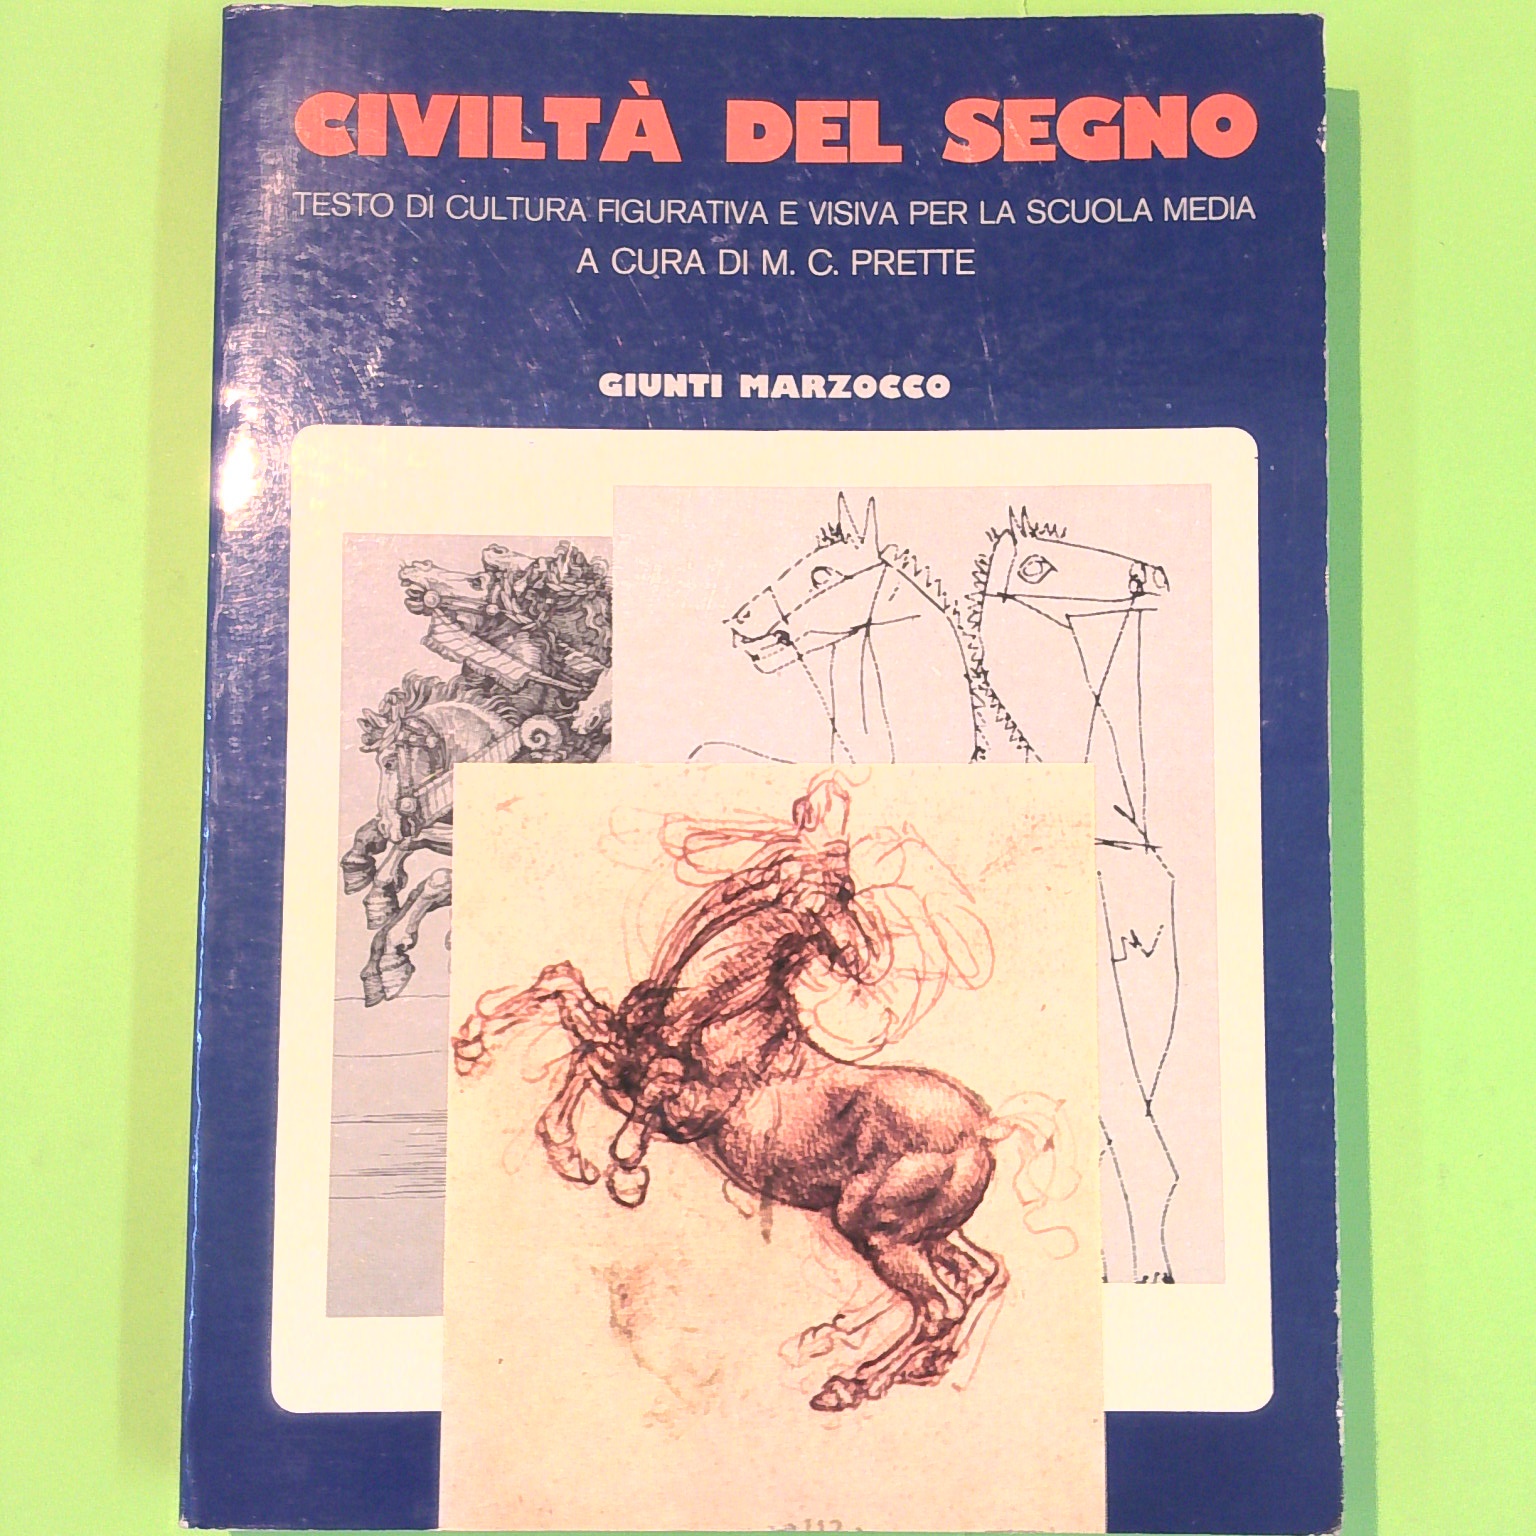 CIVILTÀ DEL SEGNO
TESTO DI CULTURA FIGURATIVA E VISIVA PER LA SCUOLA MEDIA
A CURA DI M. C. PRETTE
GIUNTI MARZOCCO